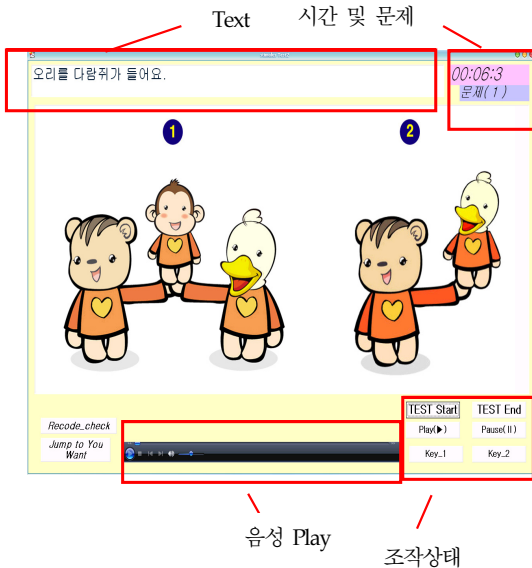 Text 시간 및 문제
오리를 다람쥐가 들어요.
00:06:3
문제(1)
1 2
TEST Start TEST End
Recode_check Play(▶) Pause(II)
Jump to You
Want
Key_1 Key_2
음성 Play
조작상태